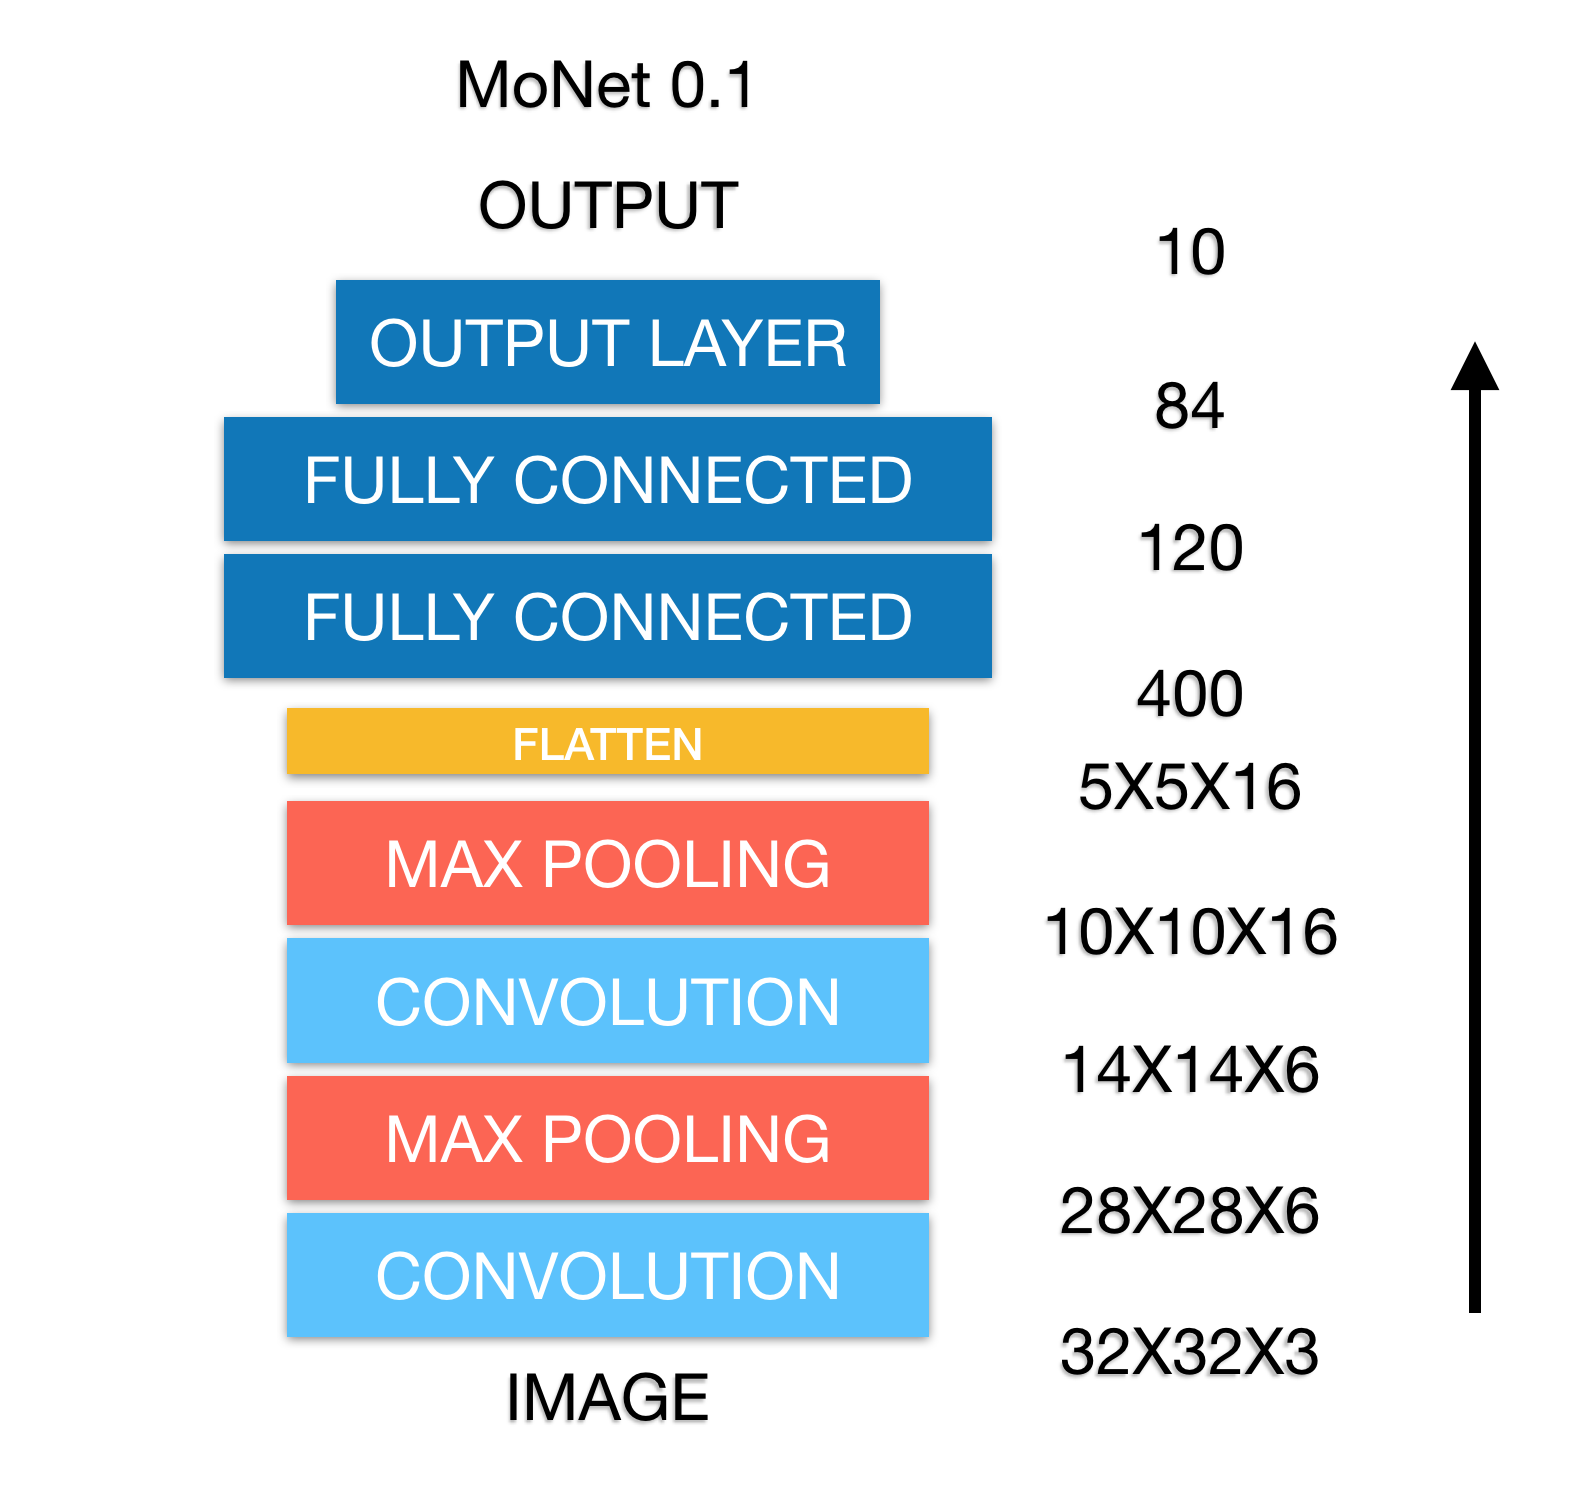 MoNet 0.1
OUTPUT
10
OUTPUT LAYER
84
FULLY CONNECTED
120
FULLY CONNECTED
400
FLATTEN
5X5X16
MAX POOLING
10X10X16
CONVOLUTION
14X14X6
MAX POOLING
28X28X6
CONVOLUTION
32X32X3
IMAGE